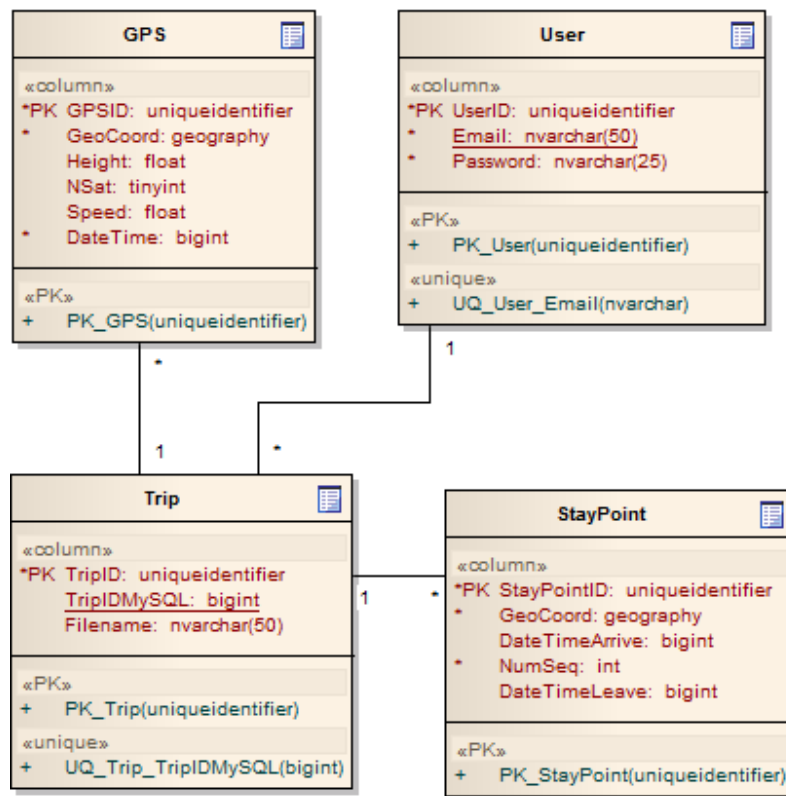 GPS
«column»
*PK GPSID: uniqueidentifier
* GeoCoord: geography
Height: float
NSat: tinyint
Speed: float
* DateTime: bigint
«PK»
+ PK_GPS(uniqueidentifier)
User
«column»
*PK UserID: uniqueidentifier
* Email: nvarchar(50)
* Password: nvarchar(25)
«PK»
+ PK_User(uniqueidentifier)
«unique»
+ UQ_User_Email(nvarchar)
*
1
1
*
Trip
«column»
*PK TripID: uniqueidentifier
TripIDMySQL: bigint
Filename: nvarchar(50)
«PK»
+ PK_Trip(uniqueidentifier)
«unique»
+ UQ_Trip_TripIDMySQL(bigint)
1
*
StayPoint
«column»
*PK StayPointID: uniqueidentifier
* GeoCoord: geography
DateTimeArrive: bigint
* NumSeq: int
DateTimeLeave: bigint
«PK»
+ PK_StayPoint(uniqueidentifier)